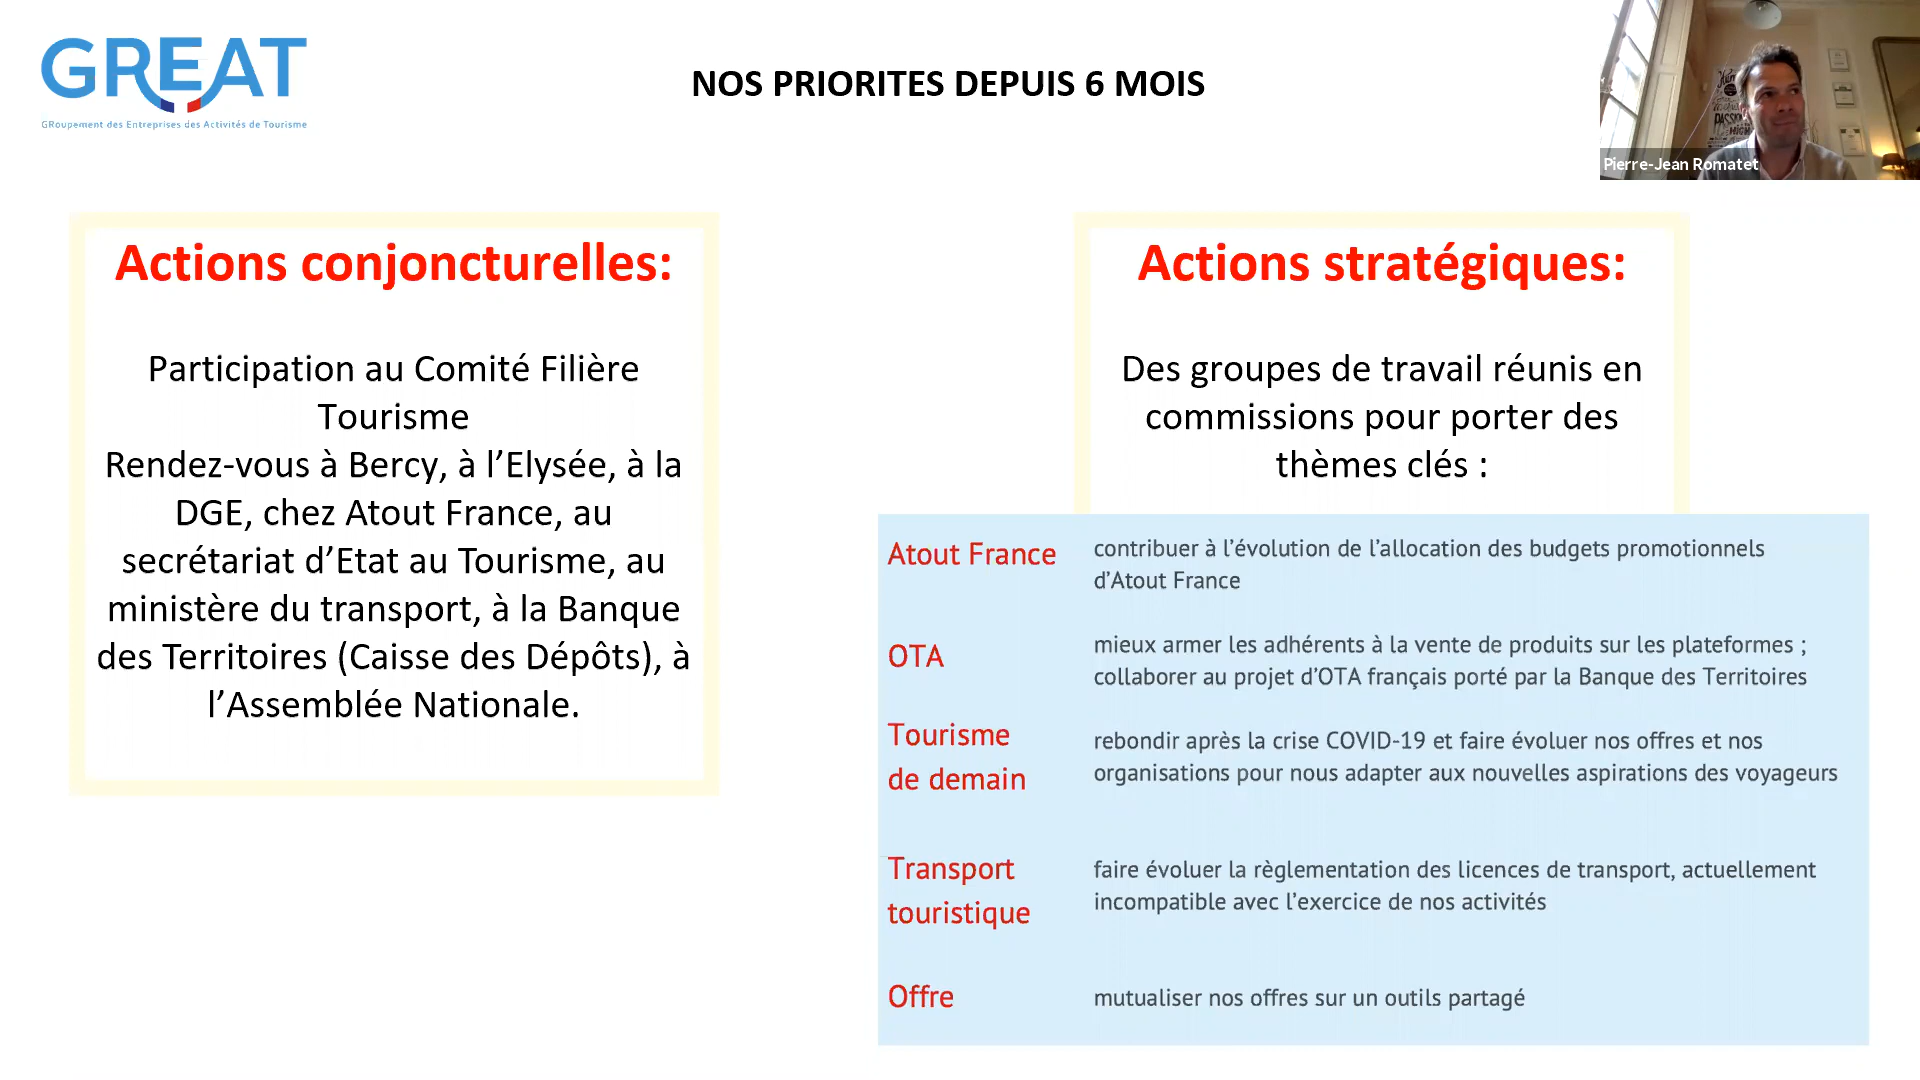 GREAT
GRoupement des Entreprises des Activités de Tourisme
NOS PRIORITES DEPUIS 6 MOIS
PASSION
HIGH
Pierre-Jean Romatet
Actions conjoncturelles:
Participation au Comité Filière
Tourisme
Rendez-vous à Bercy, à l’Elysée, à la
DGE, chez Atout France, au
secrétariat d’Etat au Tourisme, au
ministère du transport, à la Banque
des Territoires (Caisse des Dépôts), à
l’Assemblée Nationale.
Actions stratégiques:
Des groupes de travail réunis en
commissions pour porter des
thèmes clés :
Atout France
contribuer à l’évolution de l’allocation des budgets promotionnels
d’Atout France
OTA
mieux armer les adhérents à la vente de produits sur les plateformes ;
collaborer au projet d’OTA français porté par la Banque des Territoires
Tourisme
de demain
rebondir après la crise COVID-19 et faire évoluer nos offres et nos
organisations pour nous adapter aux nouvelles aspirations des voyageurs
Transport
touristique
faire évoluer la règlementation des licences de transport, actuellement
incompatible avec l’exercice de nos activités
Offre
mutualiser nos offres sur un outils partagé